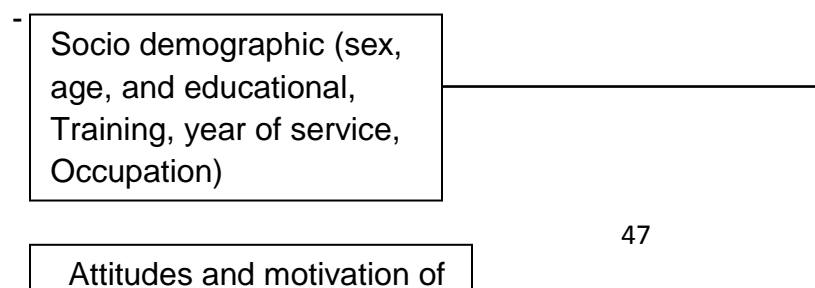 -
Socio demographic (sex,
age, and educational,
Training, year of service,
Occupation)
47
Attitudes and motivation of